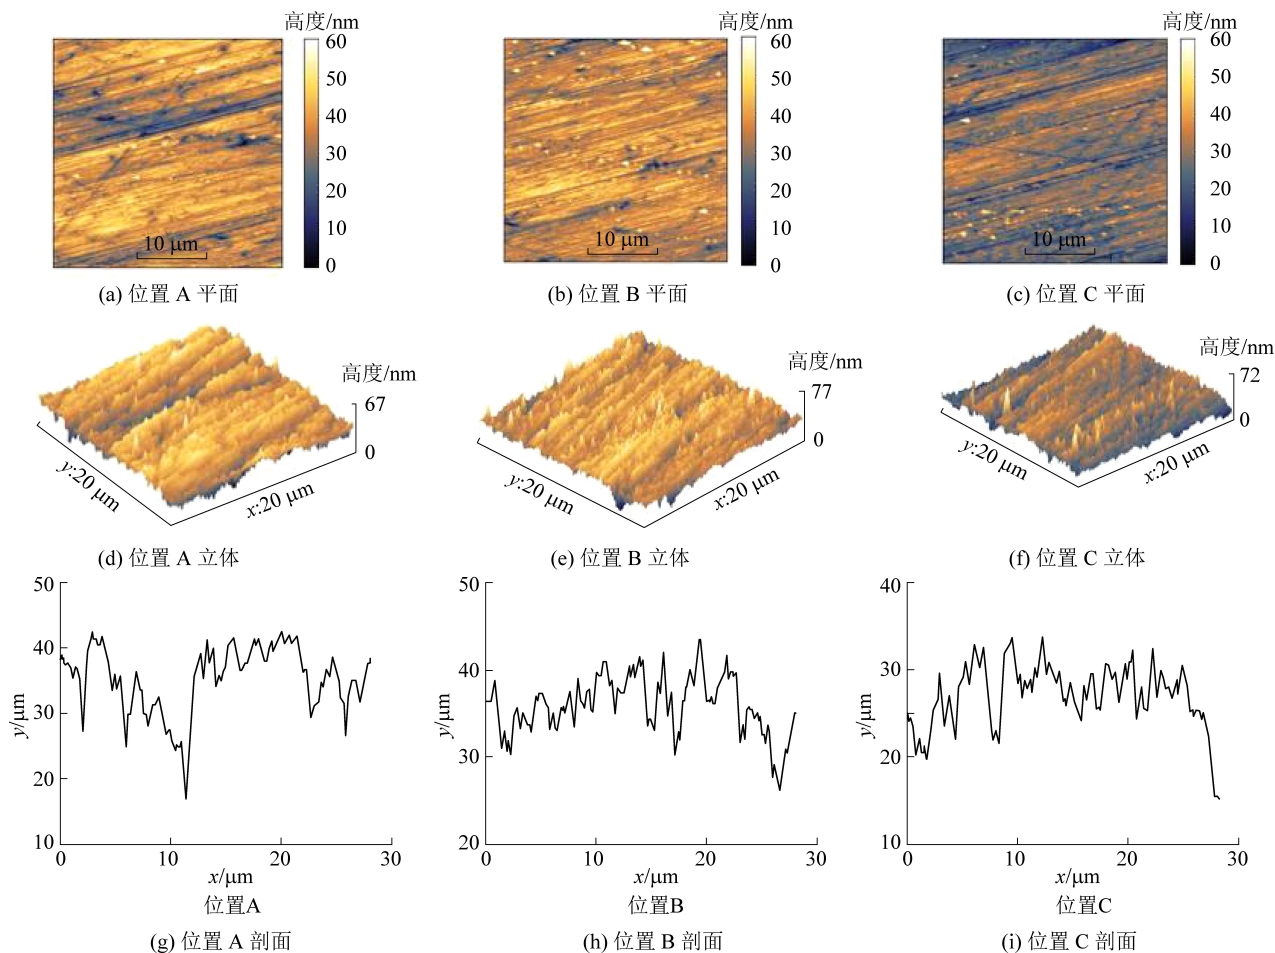 高度/nm
60
50
40
30
20
10
0
10 μm
(a) 位置 A 平面
高度/nm
60
50
40
30
20
10
0
10 μm
(b) 位置 B 平面
高度/nm
60
50
40
30
20
10
0
10 μm
(c) 位置 C 平面
高度/nm
67
0
y:20 μm
x:20 μm
(d) 位置 A 立体
高度/nm
77
0
y:20 μm
x:20 μm
(e) 位置 B 立体
高度/nm
72
0
y:20 μm
x:20 μm
(f) 位置 C 立体
50
40
30
20
10
y/μm
0 10 20 30
x/μm
位置A
(g) 位置 A 剖面
50
40
30
20
y/μm
0 10 20 30
x/μm
位置B
(h) 位置 B 剖面
40
30
20
10
y/μm
0 10 20 30
x/μm
位置C
(i) 位置 C 剖面